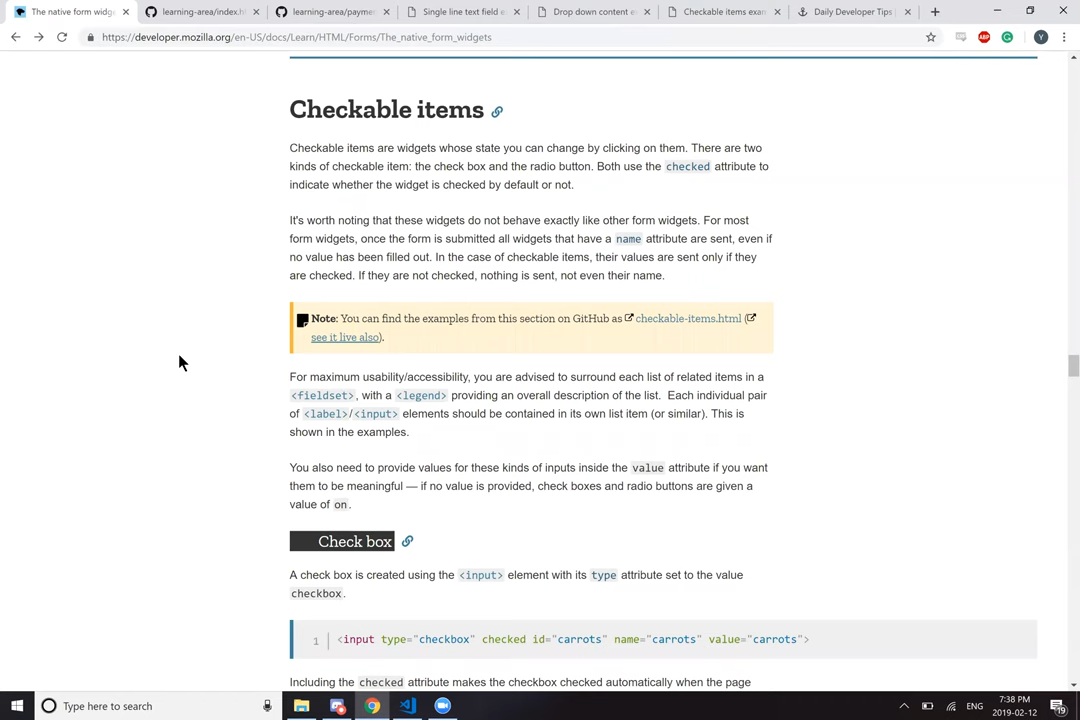 The native form widge
learning-area/index.h
learning-area/payme
Single line text field e
Drop down content e
Checkable items exan
Daily Developer Tips
https://developer.mozilla.org/en-US/docs/Learn/HTML/Forms/The_native_form_widgets
ABP
Y
Checkable items
Checkable items are widgets whose state you can change by clicking on them. There are two
kinds of checkable item: the check box and the radio button. Both use the checked attribute to
indicate whether the widget is checked by default or not.
It's worth noting that these widgets do not behave exactly like other form widgets. For most
form widgets, once the form is submitted all widgets that have a name attribute are sent, even if
no value has been filled out. In the case of checkable items, their values are sent only if they
are checked. If they are not checked, nothing is sent, not even their name.
Note: You can find the examples from this section on GitHub as checkable-items.html (
see it live also).
For maximum usability/accessibility, you are advised to surround each list of related items in a
<fieldset>, with a <legend> providing an overall description of the list. Each individual pair
of <label>/<input> elements should be contained in its own list item (or similar). This is
shown in the examples.
You also need to provide values for these kinds of inputs inside the value attribute if you want
them to be meaningful — if no value is provided, check boxes and radio buttons are given a
value of on.
Check box
A check box is created using the <input> element with its type attribute set to the value
checkbox.
1 <input type="checkbox" checked id="carrots" name="carrots" value="carrots">
Including the checked attribute makes the checkbox checked automatically when the page
Type here to search
ENG
7:38 PM
2019-02-12
19